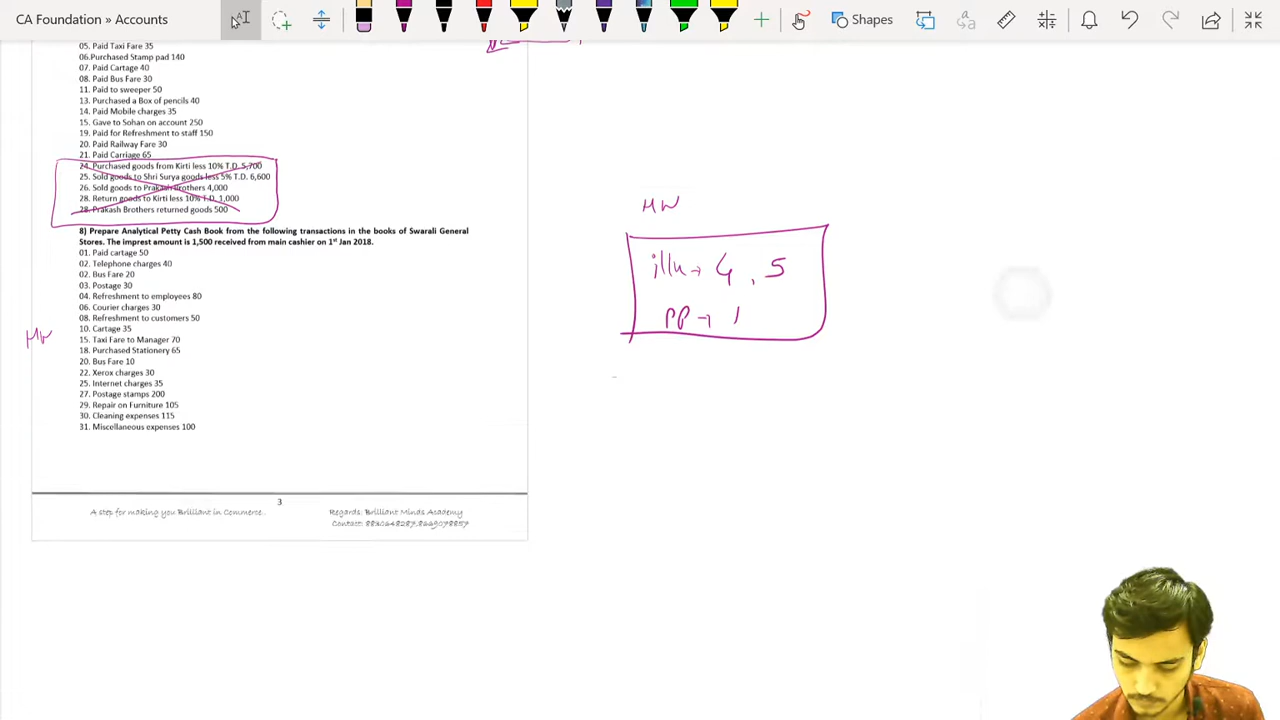 CA Foundation » Accounts
Shapes
05. Paid Taxi Fare 35
06.Purchased Stamp pad 140
07. Paid Cartage 40
08. Paid Bus Fare 30
11. Paid to sweeper 50
13. Purchased a Box of pencils 40
14. Paid Mobile charges 35
15. Gave to Sohan on account 250
19. Paid for Refreshment to staff 150
20. Paid Railway Fare 30
21. Paid Carriage 65
24. Purchased goods from Kirti less 10% T.D. 5,700
25. Sold goods to Shri Surya goods less 5% T.D. 6,600
26. Sold goods to Prakash Brothers 4,000
28. Return goods to Kirti less 10% T.D. 1,000
28. Prakash Brothers returned goods 500
8) Prepare Analytical Petty Cash Book from the following transactions in the books of Swarali General
Stores. The imprest amount is 1,500 received from main cashier on 1st Jan 2018.
01. Paid cartage 50
02. Telephone charges 40
02. Bus Fare 20
03. Postage 30
04. Refreshment to employees 80
06. Courier charges 30
08. Refreshment to customers 50
10. Cartage 35
15. Taxi Fare to Manager 70
18. Purchased Stationery 65
20. Bus Fare 10
22. Xerox charges 30
25. Internet charges 35
27. Postage stamps 200
29. Repair on Furniture 105
30. Cleaning expenses 115
31. Miscellaneous expenses 100
HW
3
A step for making you Brilliant in Commerce..
Regards: Brilliant Minds Academy
HW
illu → 4, 5
PP → 1